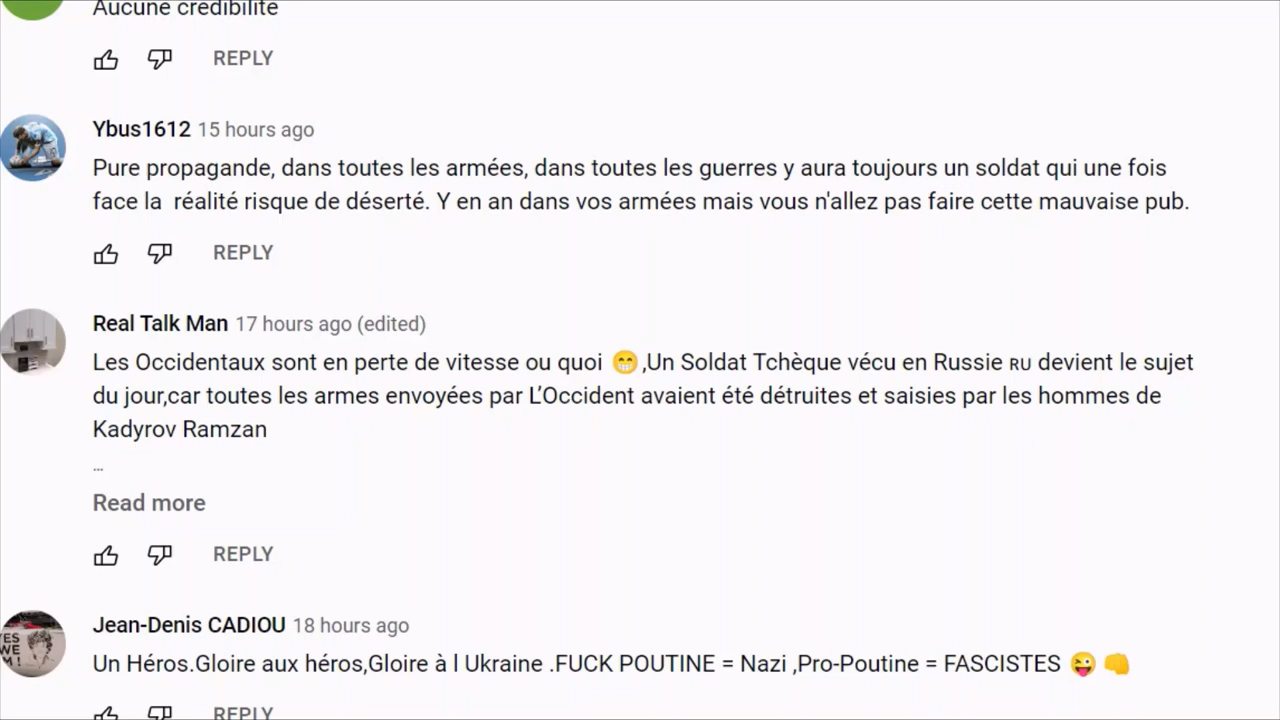 Aucune crédibilité
REPLY
Ybus1612 15 hours ago
Pure propagande, dans toutes les armées, dans toutes les guerres y aura toujours un soldat qui une fois
face la réalité risque de déserté. Y en an dans vos armées mais vous n'allez pas faire cette mauvaise pub.
REPLY
Real Talk Man 17 hours ago (edited)
Les Occidentaux sont en perte de vitesse ou quoi 😁,Un Soldat Tchèque vécu en Russie ʀᴜ devient le sujet
du jour,car toutes les armes envoyées par L’Occident avaient été détruites et saisies par les hommes de
Kadyrov Ramzan
...
Read more
REPLY
YES
WE
M !
Jean-Denis CADIOU 18 hours ago
Un Héros.Gloire aux héros,Gloire à l Ukraine .FUCK POUTINE = Nazi ,Pro-Poutine = FASCISTES 😜 👊
REPLY